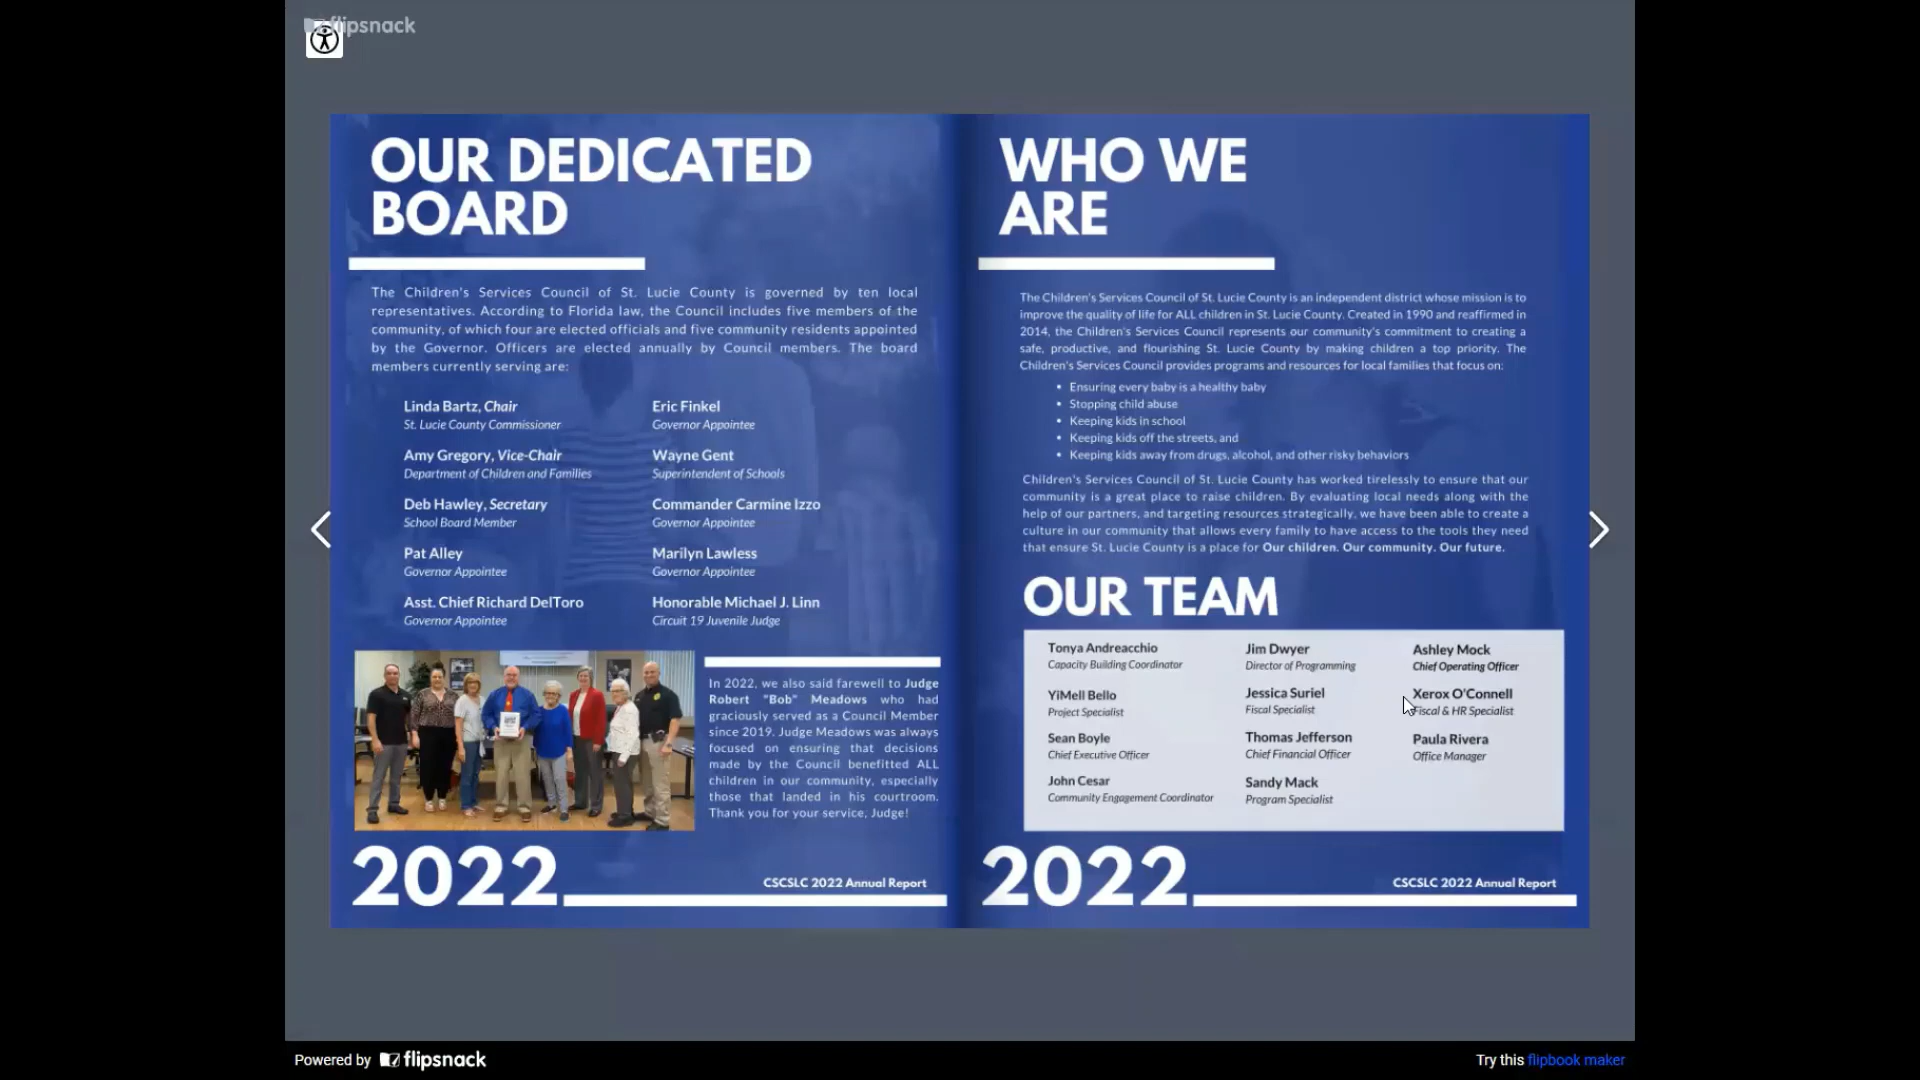 flipsnack
OUR DEDICATED
BOARD
The Children's Services Council of St. Lucie County is governed by ten local
representatives. According to Florida law, the Council includes five members of the
community, of which four are elected officials and five community residents appointed
by the Governor. Officers are elected annually by Council members. The board
members currently serving are:
Linda Bartz, Chair
St. Lucie County Commissioner
Amy Gregory, Vice-Chair
Department of Children and Families
Deb Hawley, Secretary
School Board Member
Pat Alley
Governor Appointee
Asst. Chief Richard DelToro
Governor Appointee
Eric Finkel
Governor Appointee
Wayne Gent
Superintendent of Schools
Commander Carmine Izzo
Governor Appointee
Marilyn Lawless
Governor Appointee
Honorable Michael J. Linn
Circuit 19 Juvenile Judge
In 2022, we also said farewell to Judge
Robert "Bob" Meadows who had
graciously served as a Council Member
since 2019. Judge Meadows was always
focused on ensuring that decisions
made by the Council benefitted ALL
children in our community, especially
those that landed in his courtroom.
Thank you for your service, Judge!
2022
CSCSLC 2022 Annual Report
WHO WE
ARE
The Children's Services Council of St. Lucie County is an independent district whose mission is to
improve the quality of life for ALL children in St. Lucie County. Created in 1990 and reaffirmed in
2014, the Children's Services Council represents our community's commitment to creating a
safe, productive, and flourishing St. Lucie County by making children a top priority. The
Children's Services Council provides programs and resources for local families that focus on:
• Ensuring every baby is a healthy baby
• Stopping child abuse
• Keeping kids in school
• Keeping kids off the streets, and
• Keeping kids away from drugs, alcohol, and other risky behaviors
Children's Services Council of St. Lucie County has worked tirelessly to ensure that our
community is a great place to raise children. By evaluating local needs along with the
help of our partners, and targeting resources strategically, we have been able to create a
culture in our community that allows every family to have access to the tools they need
that ensure St. Lucie County is a place for Our children. Our community. Our future.
OUR TEAM
Tonya Andreacchio
Capacity Building Coordinator
YiMell Bello
Project Specialist
Sean Boyle
Chief Executive Officer
John Cesar
Community Engagement Coordinator
Jim Dwyer
Director of Programming
Jessica Suriel
Fiscal Specialist
Thomas Jefferson
Chief Financial Officer
Sandy Mack
Program Specialist
Ashley Mock
Chief Operating Officer
Xerox O'Connell
Fiscal & HR Specialist
Paula Rivera
Office Manager
2022
CSCSLC 2022 Annual Report
Powered by flipsnack
Try this flipbook maker